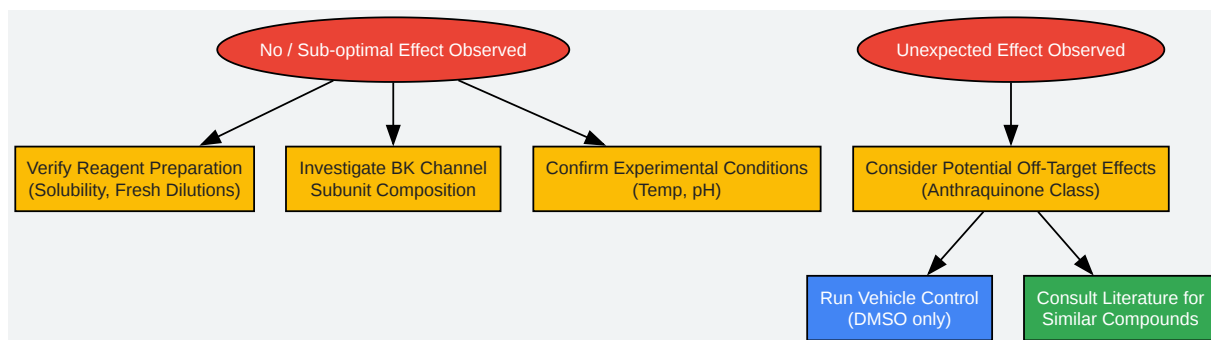 No / Sub-optimal Effect Observed
Unexpected Effect Observed
Verify Reagent Preparation
(Solubility, Fresh Dilutions)
Investigate BK Channel
Subunit Composition
Confirm Experimental Conditions
(Temp, pH)
Consider Potential Off-Target Effects
(Anthraquinone Class)
Run Vehicle Control
(DMSO only)
Consult Literature for
Similar Compounds